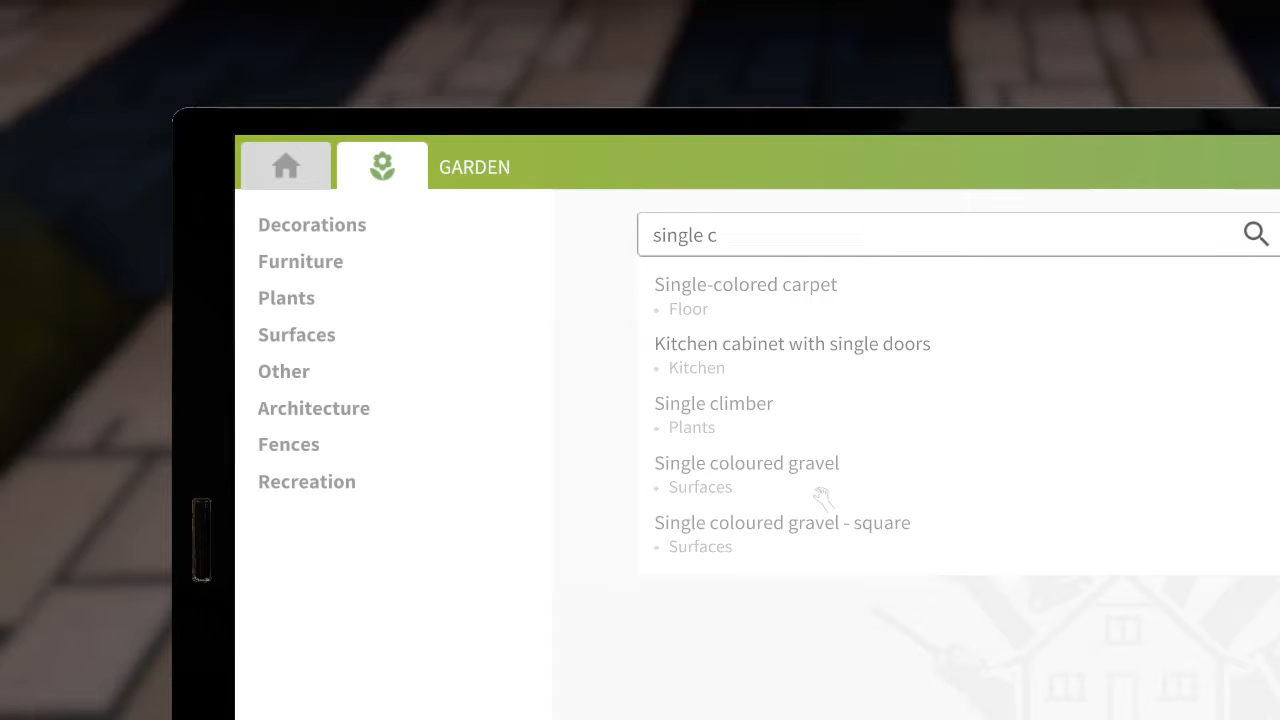 GARDEN
Decorations
Furniture
Plants
Surfaces
Other
Architecture
Fences
Recreation
single c
Single-colored carpet
• Floor
Kitchen cabinet with single doors
• Kitchen
Single climber
• Plants
Single coloured gravel
• Surfaces
Single coloured gravel - square
• Surfaces